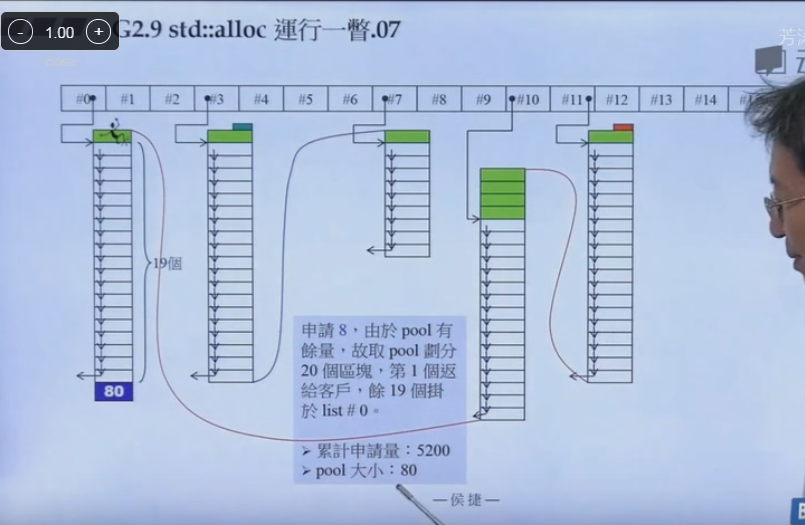 - 1.00 +
G2.9 std::alloc 運行一瞥.07
#0 #1 #2 #3 #4 #5 #6 #7 #8 #9 #10 #11 #12 #13 #14
19個
80
申請 8，由於 pool 有
餘量，故取 pool 劃分
20 個區塊，第 1 個返
給客戶，餘 19 個掛
於 list # 0。
➢ 累計申請量：5200
➢ pool 大小：80
—侯捷—